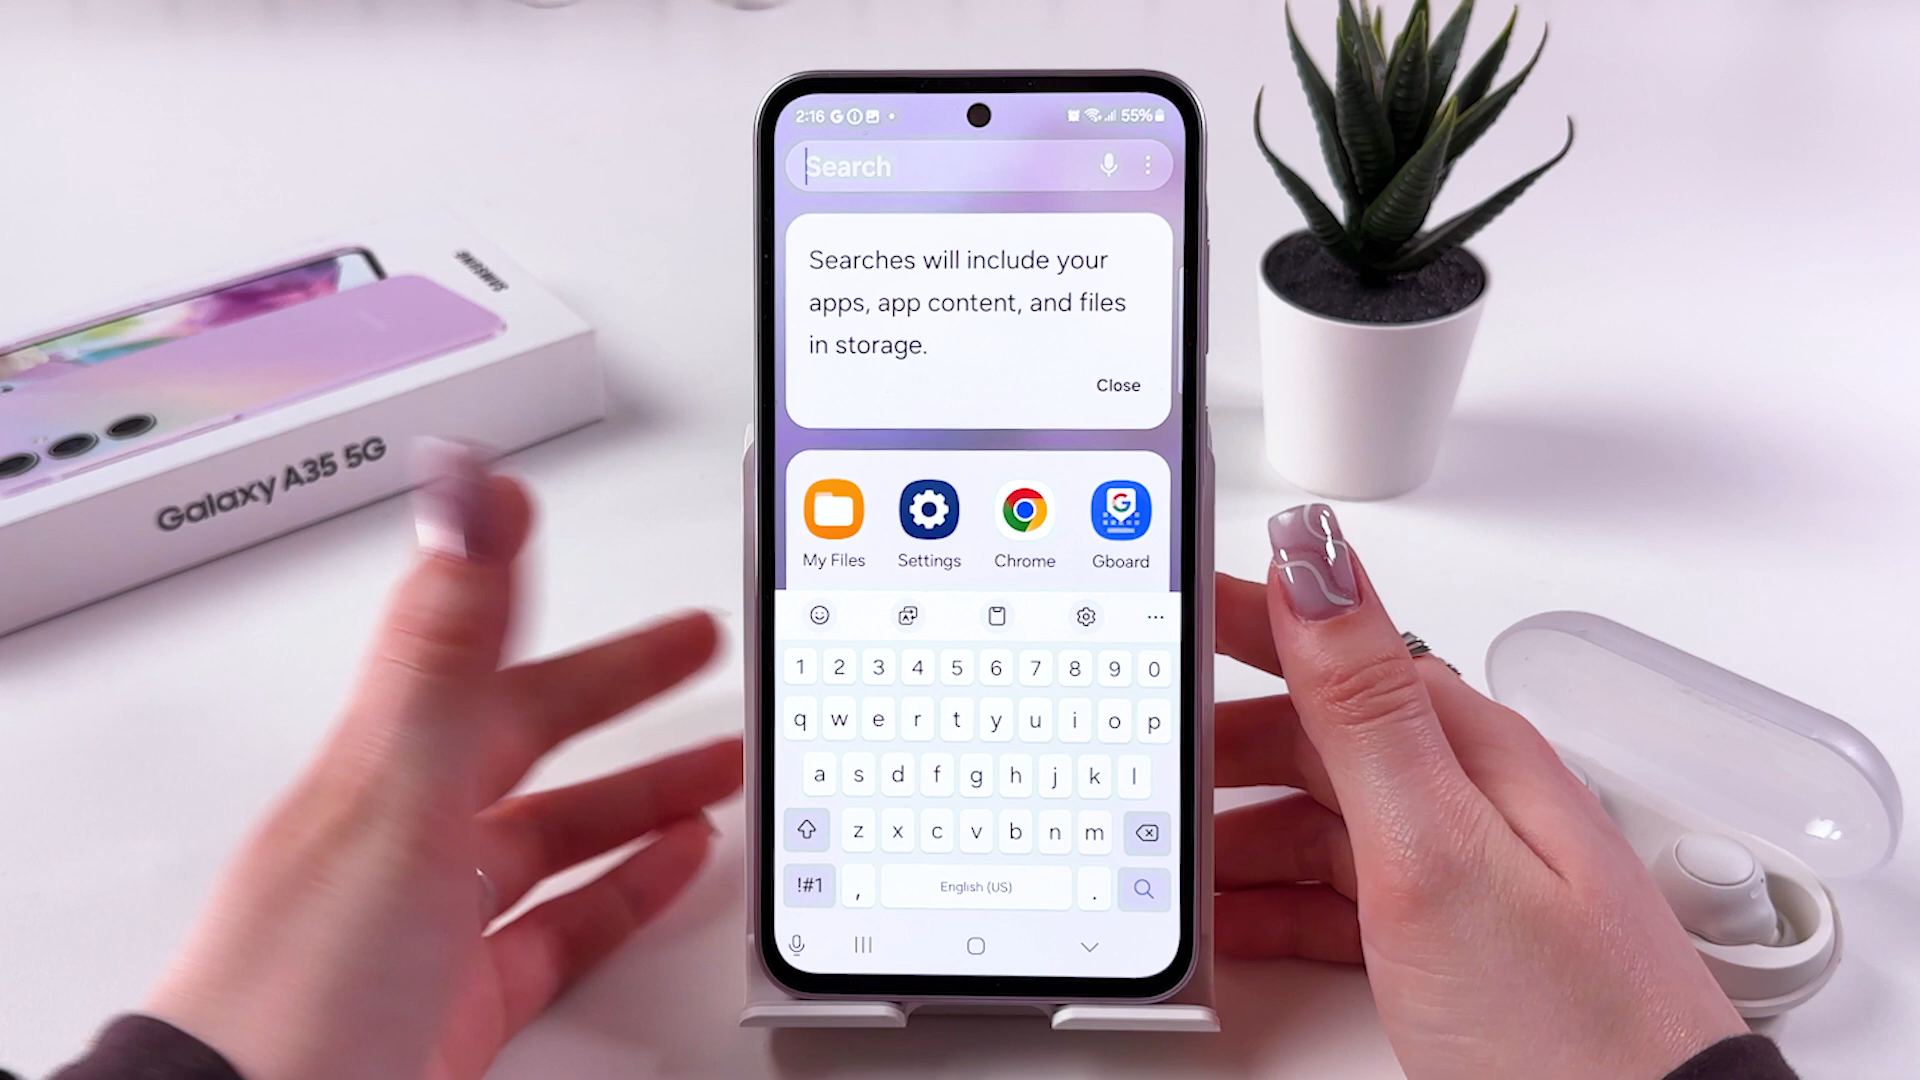 2:16 55%
Search
Searches will include your
apps, app content, and files
in storage.
Close
My Files Settings Chrome Gboard
1 2 3 4 5 6 7 8 9 0
q w e r t y u i o p
a s d f g h j k l
z x c v b n m
!#1 , English (US) .
SAMSUNG
Galaxy A35 5G